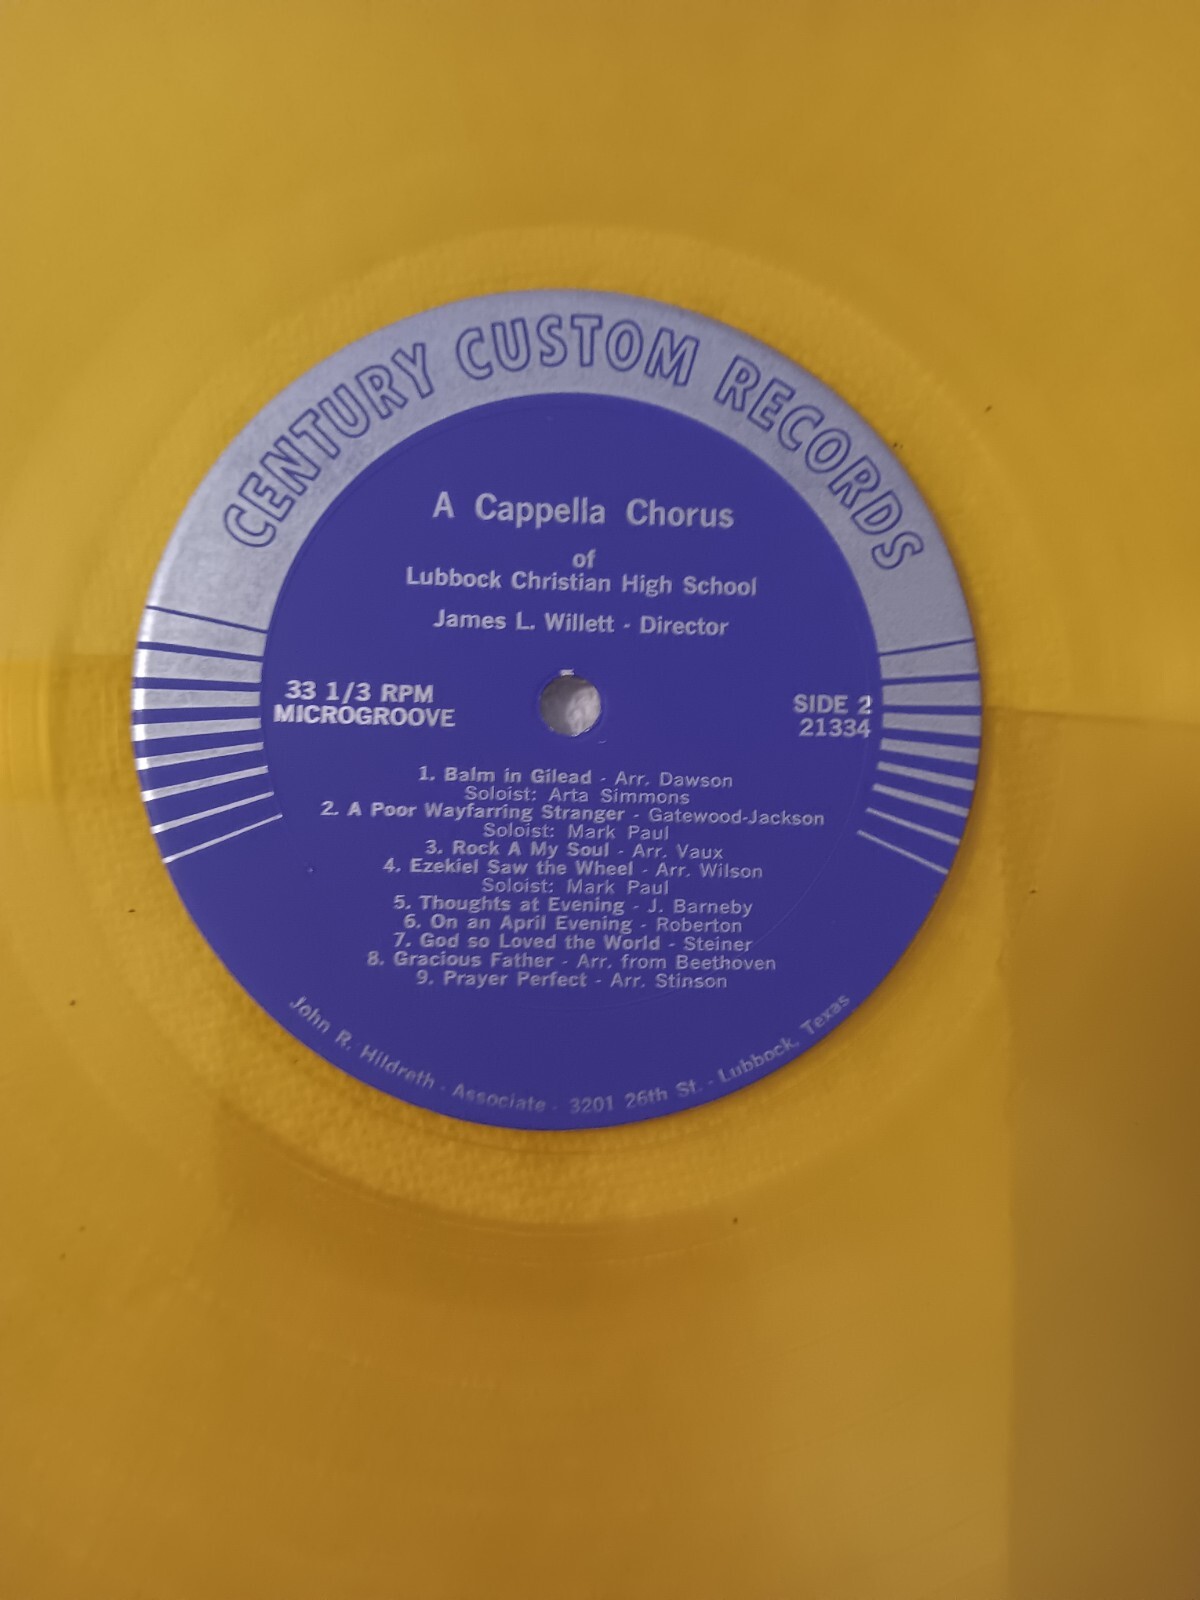 CENTURY CUSTOM RECORDS
A Cappella Chorus
of
Lubbock Christian High School
James L. Willett - Director
33 1/3 RPM
MICROGROOVE
SIDE 2
21334
1. Balm in Gilead - Arr. Dawson
Soloist: Arta Simmons
2. A Poor Wayfarring Stranger - Gatewood-Jackson
Soloist: Mark Paul
3. Rock A My Soul - Arr. Vaux
4. Ezekiel Saw the Wheel - Arr. Wilson
Soloist: Mark Paul
5. Thoughts at Evening - J. Barneby
6. On an April Evening - Roberton
7. God so Loved the World - Steiner
8. Gracious Father - Arr. from Beethoven
9. Prayer Perfect - Arr. Stinson
John R. Hildreth - Associate - 3201 26th St. - Lubbock, Texas